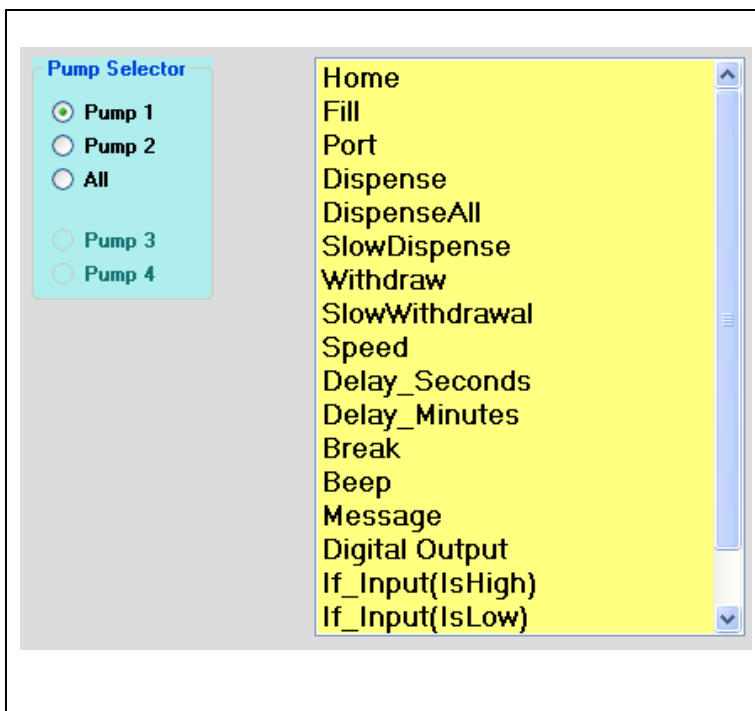 Pump Selector
Pump 1
Pump 2
All
Pump 3
Pump 4
Home
Fill
Port
Dispense
DispenseAll
SlowDispense
Withdraw
SlowWithdrawal
Speed
Delay_Seconds
Delay_Minutes
Break
Beep
Message
Digital Output
If_Input(IsHigh)
If_Input(IsLow)